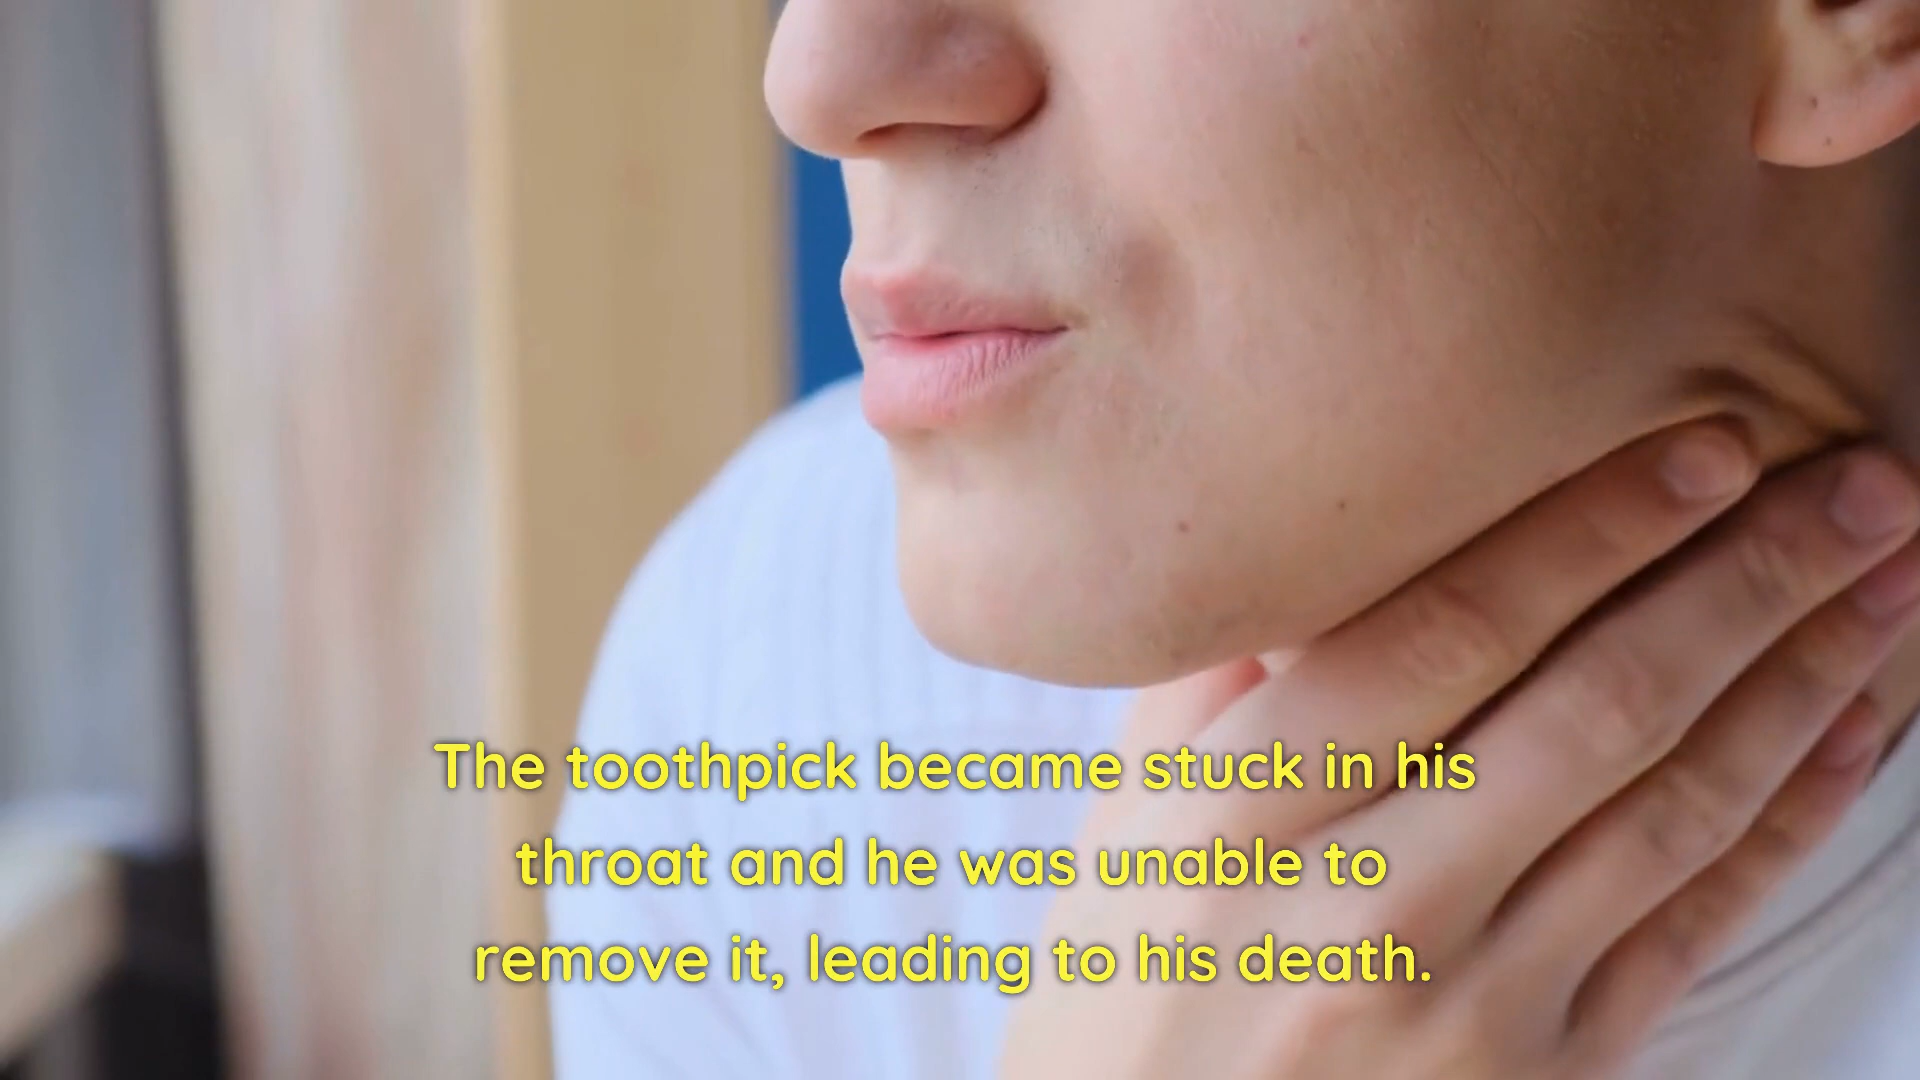 The toothpick became stuck in his
throat and he was unable to
remove it, leading to his death.